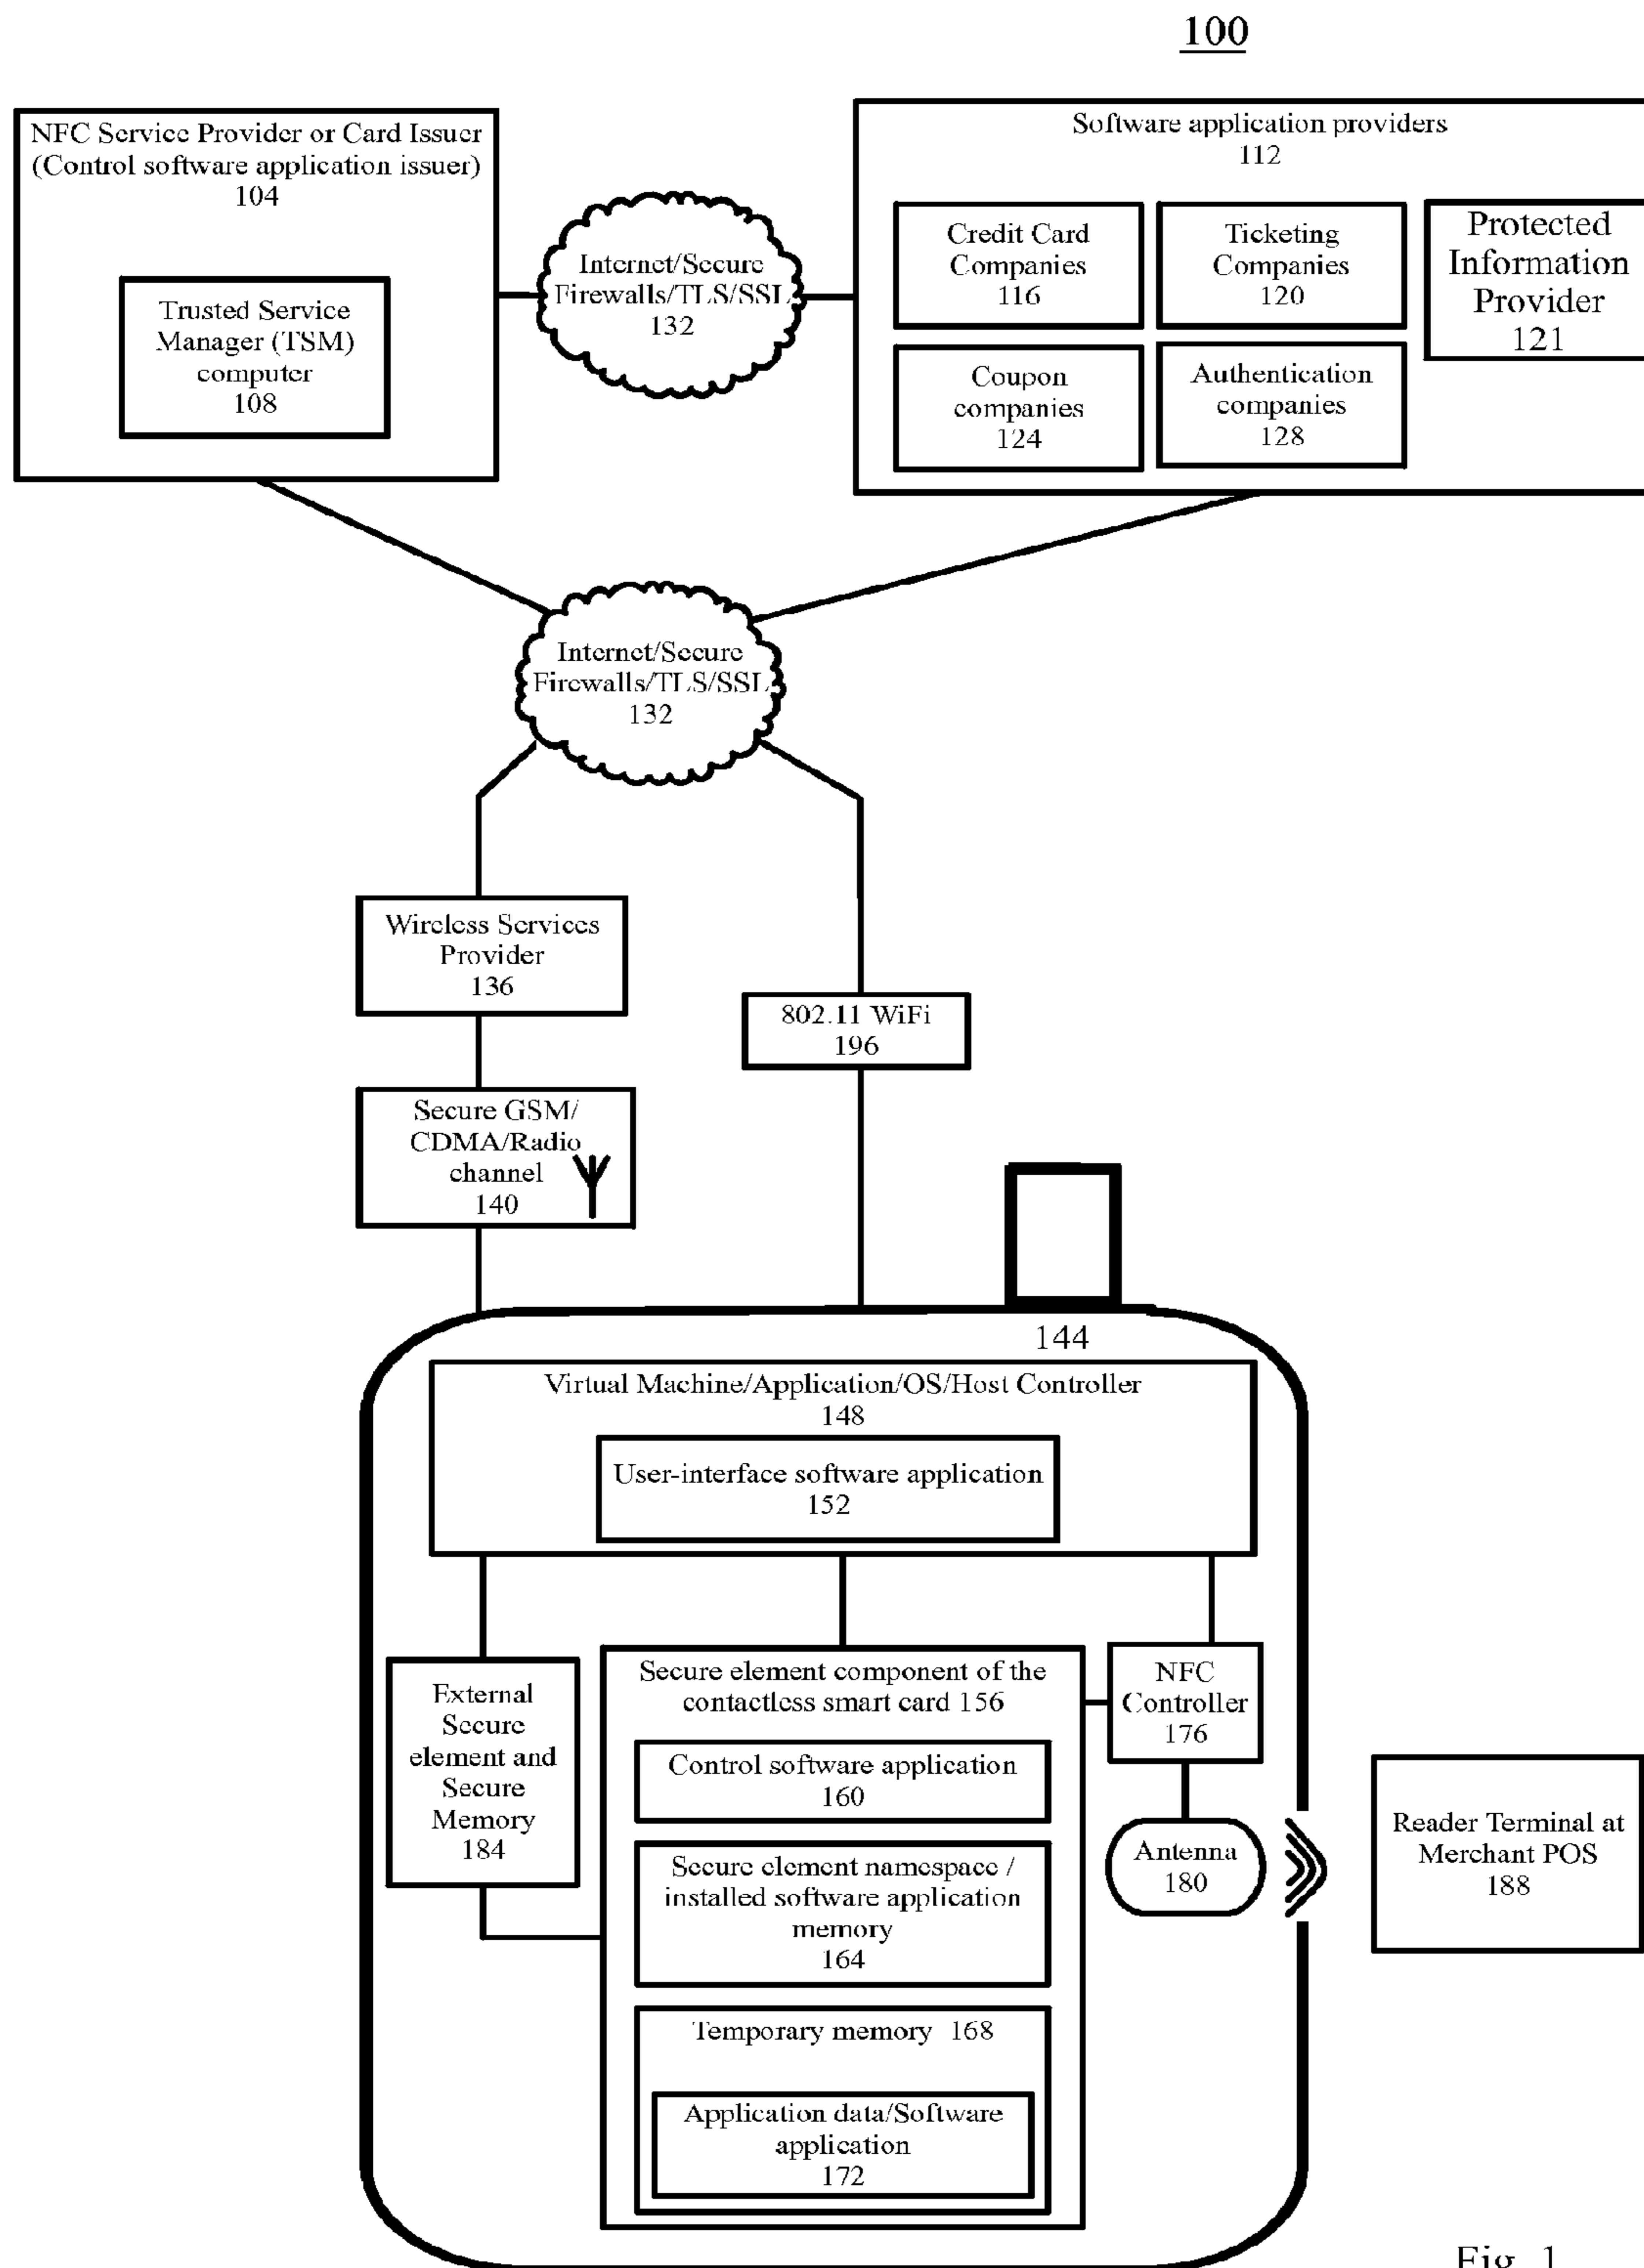 100
NFC Service Provider or Card Issuer
(Control software application issuer)
104
Trusted Service
Manager (TSM)
computer
108
Internet/Secure
Firewalls/TLS/SSL
132
Software application providers
112
Credit Card
Companies
116
Ticketing
Companies
120
Protected
Information
Provider
121
Coupon
companies
124
Authentication
companies
128
Internet/Secure
Firewalls/TLS/SSL
132
Wireless Services
Provider
136
802.11 WiFi
196
Secure GSM/
CDMA/Radio
channel
140
144
Virtual Machine/Application/OS/Host Controller
148
User-interface software application
152
External
Secure
element and
Secure
Memory
184
Secure element component of the
contactless smart card 156
Control software application
160
Secure element namespace /
installed software application
memory
164
Temporary memory 168
Application data/Software
application
172
NFC
Controller
176
Antenna
180
Reader Terminal at
Merchant POS
188
Fig. 1